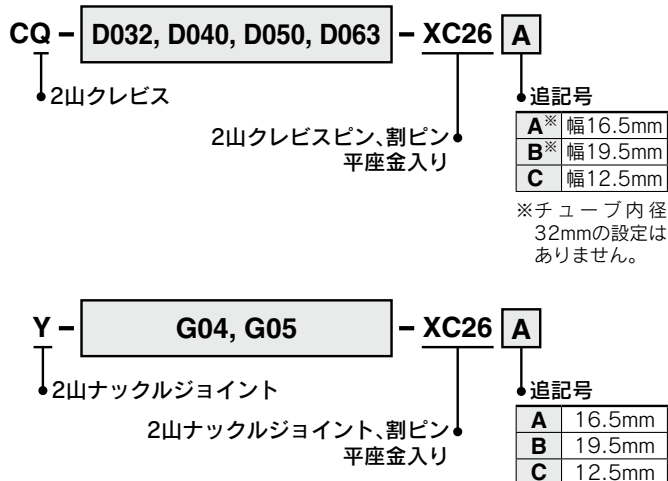 CQ - D032, D040, D050, D063 - XC26 A
2山クレビス
2山クレビスピン、割ピン
平座金入り
追記号
A※ 幅16.5mm
B※ 幅19.5mm
C 幅12.5mm
※チューブ内径
32mmの設定は
ありません。
Y - G04, G05 - XC26 A
2山ナックルジョイント
2山ナックルジョイント、割ピン
平座金入り
追記号
A 16.5mm
B 19.5mm
C 12.5mm